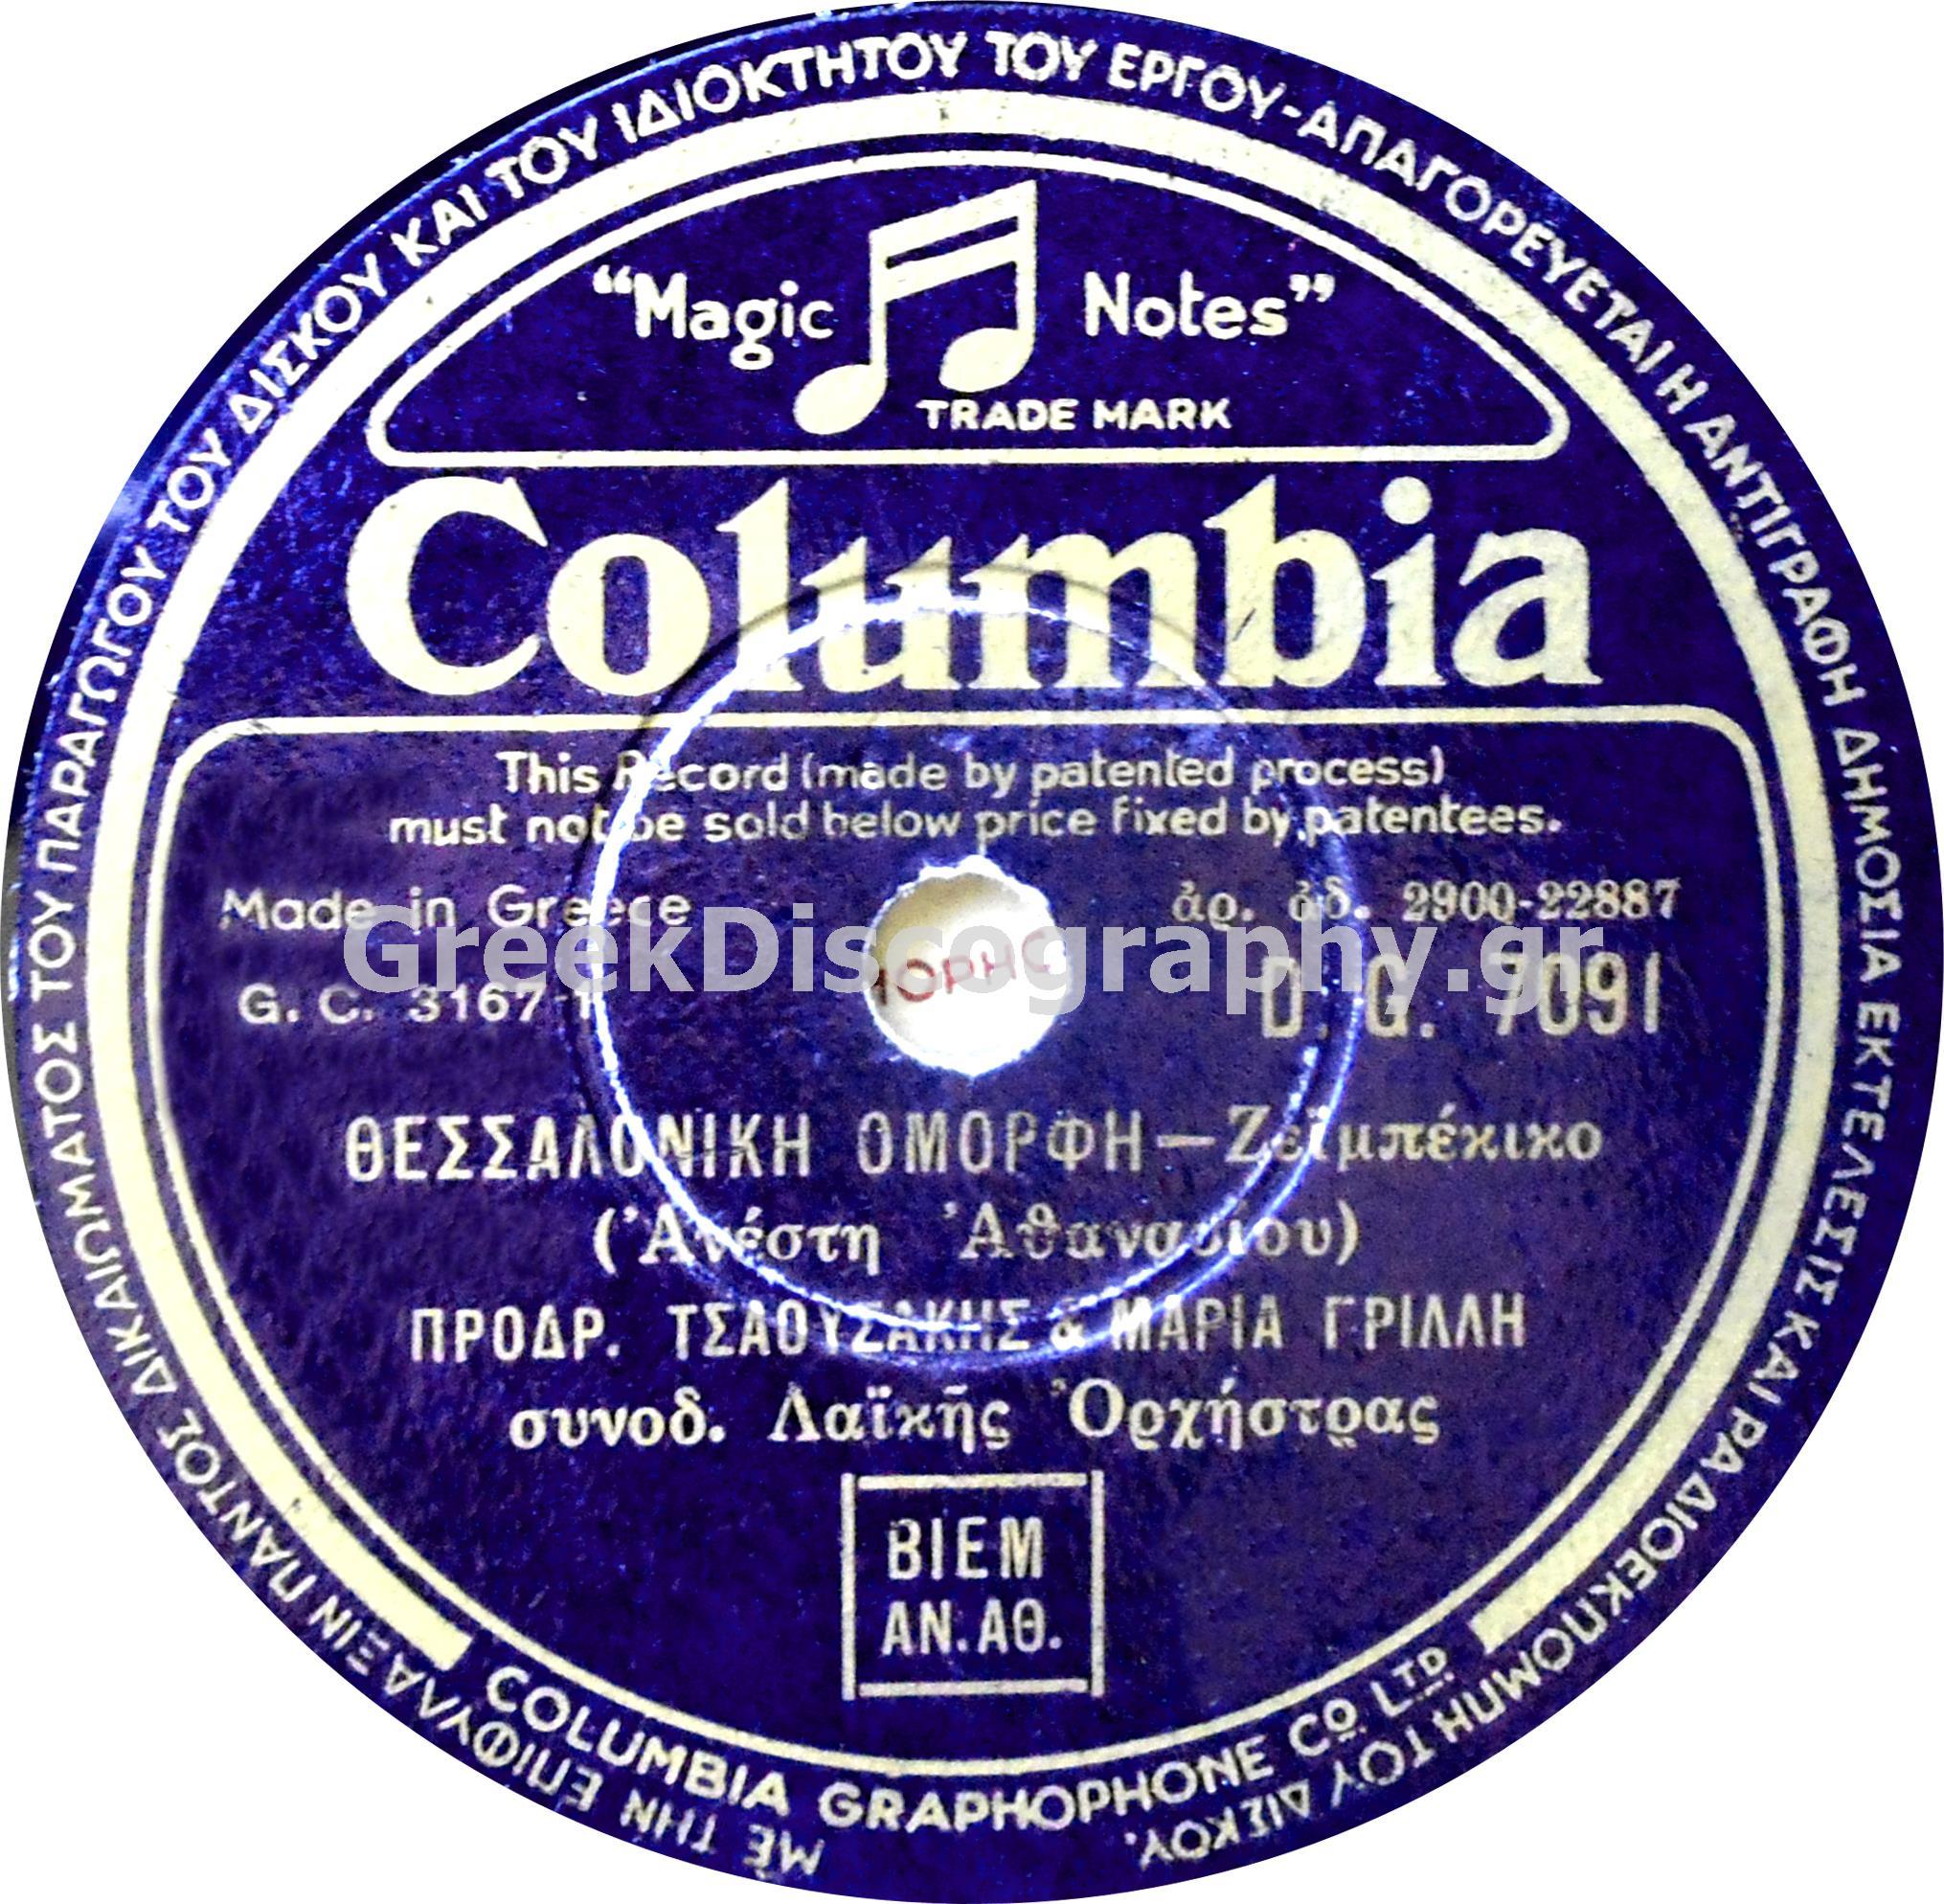 ΜΕ ΤΗΝ ΕΠΙΦΥΛΑΞΙΝ ΠΑΝΤΟΣ ΔΙΚΑΙΩΜΑΤΟΣ ΤΟΥ ΠΑΡΑΓΩΓΟΥ ΤΟΥ ΔΙΣΚΟΥ ΚΑΙ ΤΟΥ ΙΔΙΟΚΤΗΤΟΥ ΤΟΥ ΕΡΓΟΥ-ΑΠΑΓΟΡΕΥΕΤΑΙ Η ΑΝΤΙΓΡΑΦΗ ΔΗΜΟΣΙΑ ΕΚΤΕΛΕΣΙΣ ΚΑΙ ΡΑΔΙΟΕΚΠΟΜΠΗ ΤΟΥ ΔΙΣΚΟΥ.
“Magic Notes”
TRADE MARK
Columbia
This Record (made by patented process)
must not be sold below price fixed by patentees.
Made in Greece
ἀρ. ἀδ. 2900-22887
GreekDiscography.gr
G. C. 3167-1
D. G. 7091
ΘΕΣΣΑΛΟΝΙΚΗ ΟΜΟΡΦΗ — Ζεϊμπέκικο
(Ἀνέστη Ἀθανασίου)
ΠΡΟΔΡ. ΤΣΑΟΥΣΑΚΗΣ & ΜΑΡΙΑ ΓΡΙΛΛΗ
συνοδ. Λαϊκῆς Ὀρχήστρας
BIEM
ΑΝ.ΑΘ.
COLUMBIA GRAPHOPHONE CO LTD